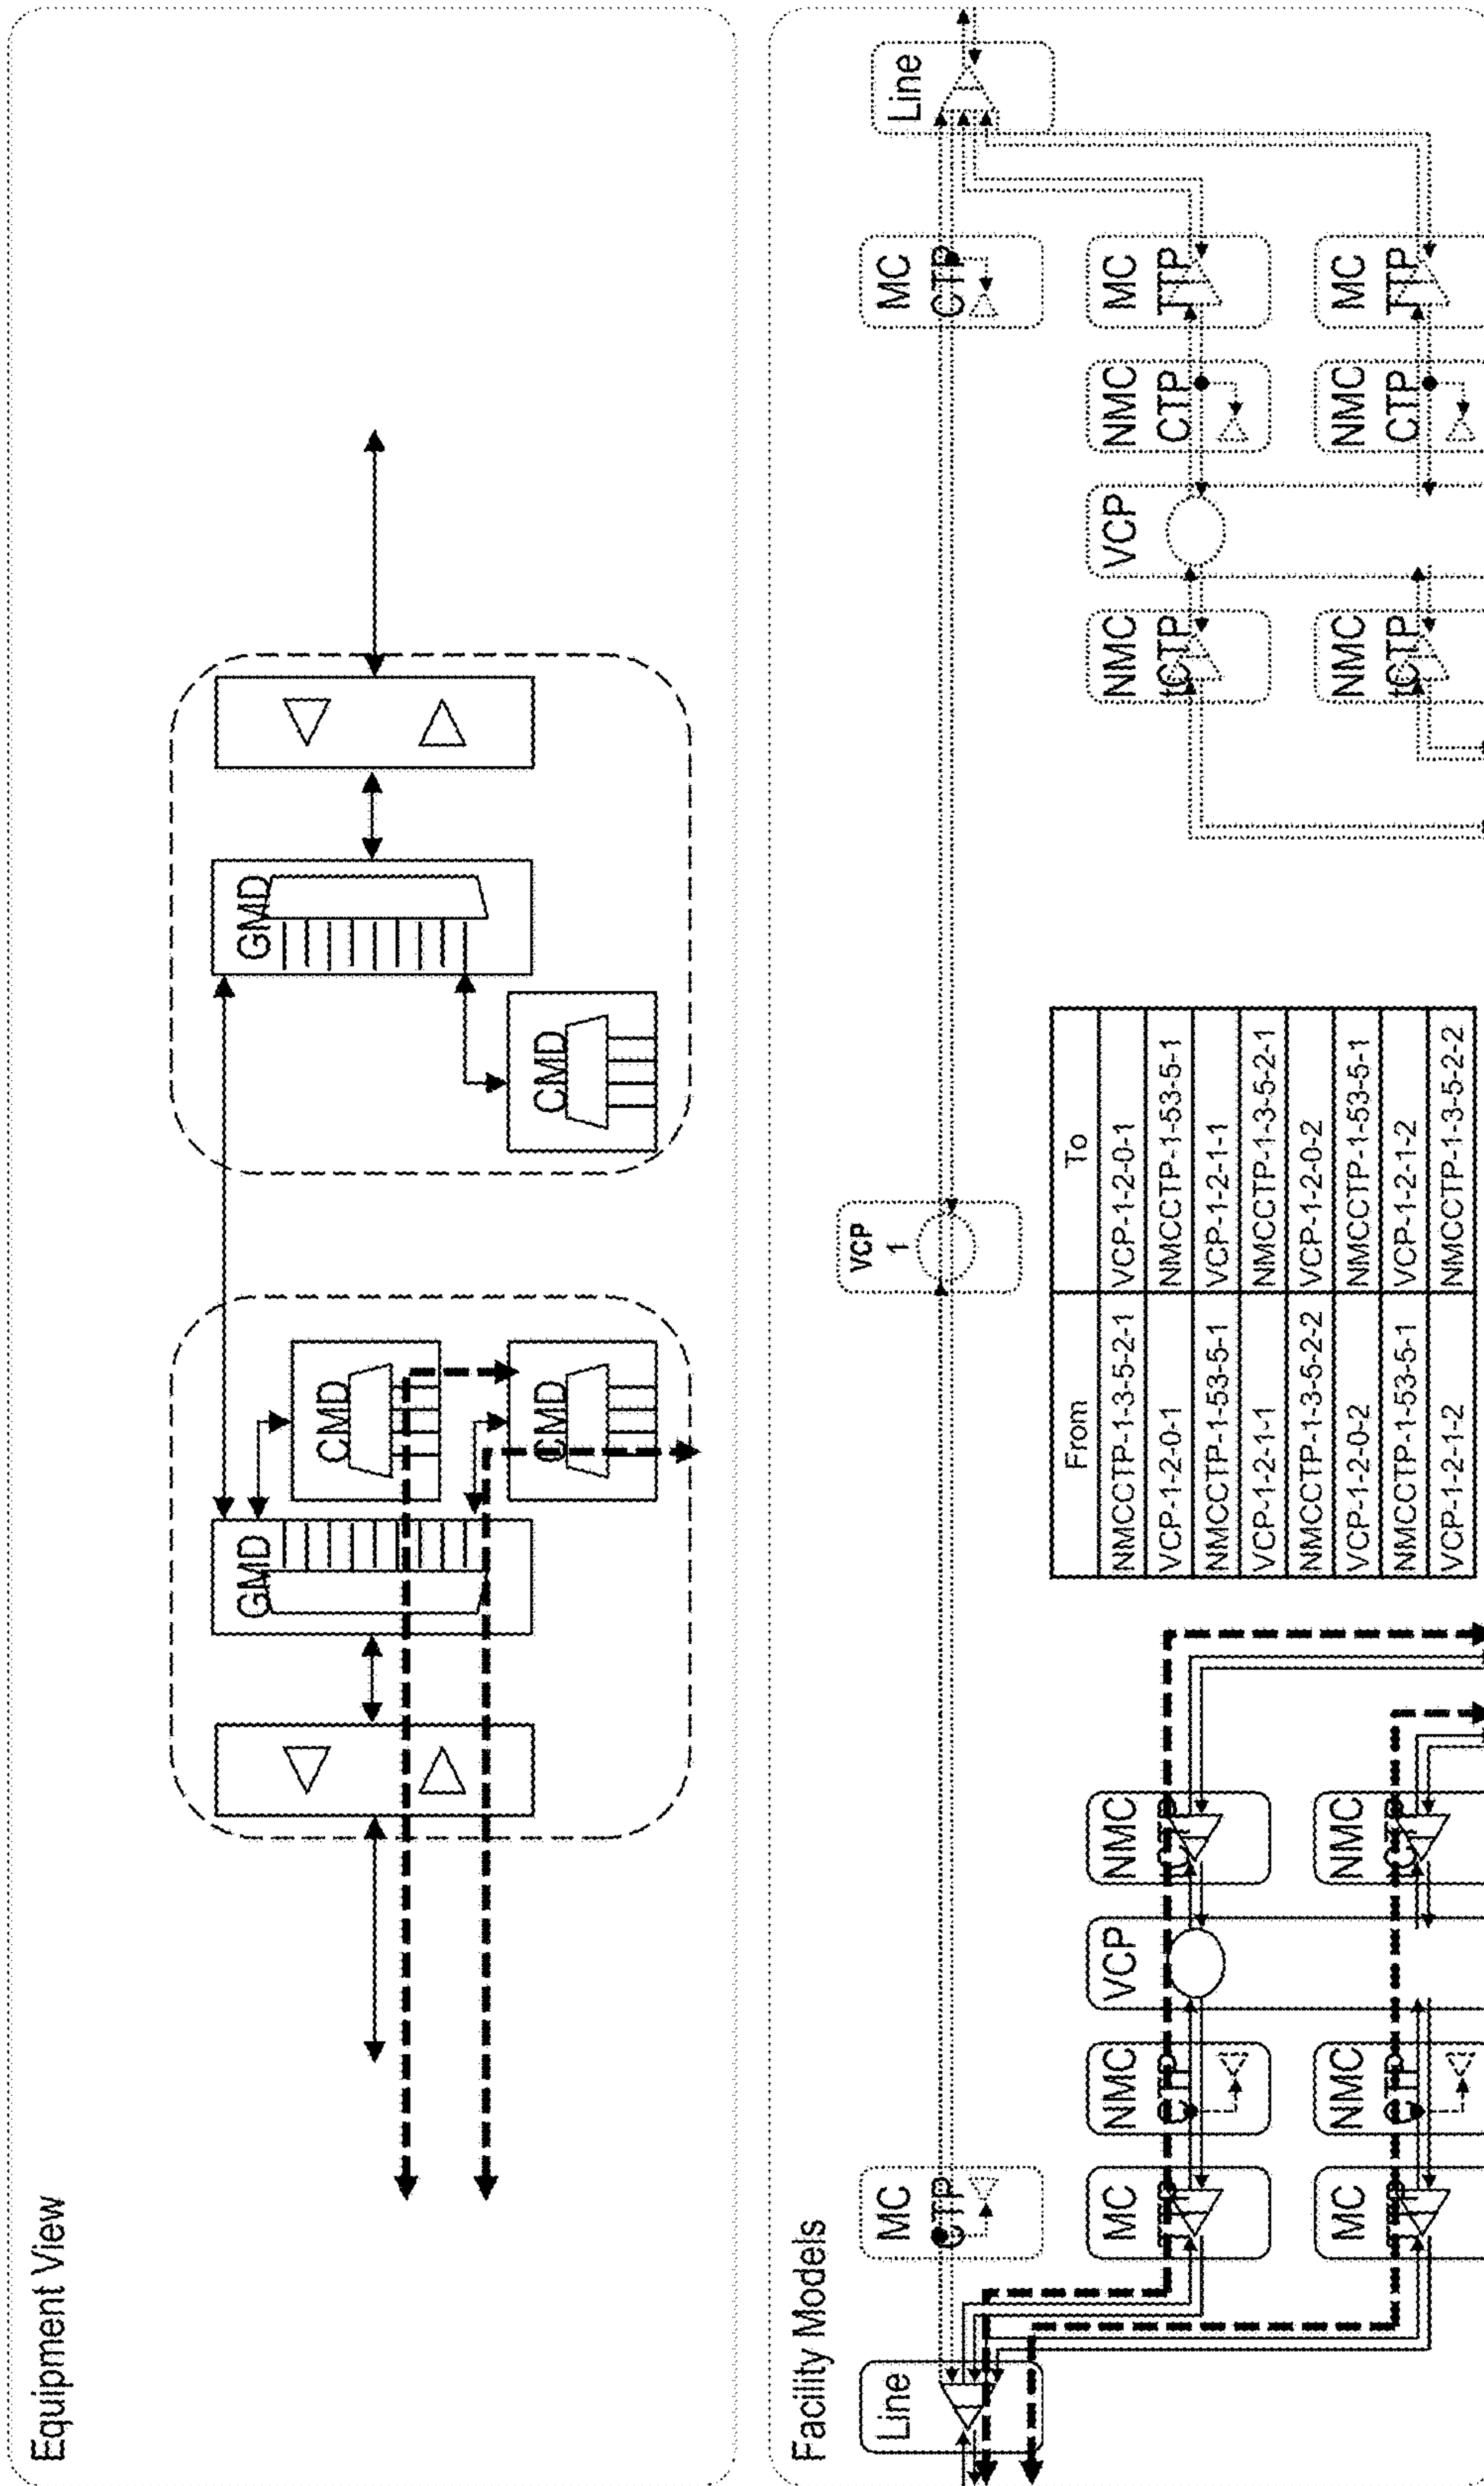 Equipment View
GMD
GMD
CMD
CMD
CMD
Facility Models
Line
MC
CTP
VCP
1
MC
CTP
Line
MC
NMC
CTP
VCP
NMC
NMC
tCTP
VCP
NMC
CTP
MC
TTP
MC
NMC
CTP
NMC
NMC
tCTP
NMC
CTP
MC
TTP
From To
NMCCTP-1-3-5-2-1 VCP-1-2-0-1
VCP-1-2-0-1 NMCCTP-1-53-5-1
NMCCTP-1-53-5-1 VCP-1-2-1-1
VCP-1-2-1-1 NMCCTP-1-3-5-2-1
NMCCTP-1-3-5-2-2 VCP-1-2-0-2
VCP-1-2-0-2 NMCCTP-1-53-5-1
NMCCTP-1-53-5-1 VCP-1-2-1-2
VCP-1-2-1-2 NMCCTP-1-3-5-2-2